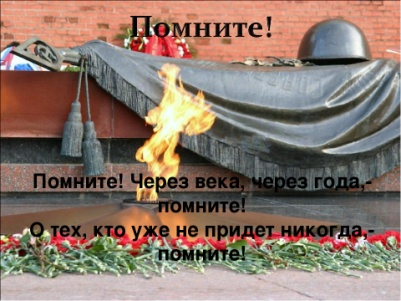 Помните!
Помните! Через века, через года,-
помните!
О тех, кто уже не придет никогда,-
помните!